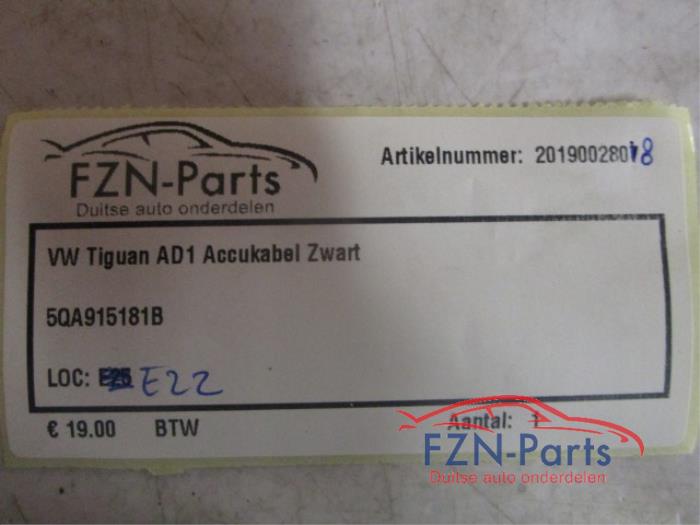 FZN-Parts
Duitse auto onderdelen
Artikelnummer: 20190028018
VW Tiguan AD1 Accukabel Zwart
5QA915181B
LOC: E25 E22
€ 19.00 BTW Aantal: 1
FZN-Parts
Duitse auto onderdelen